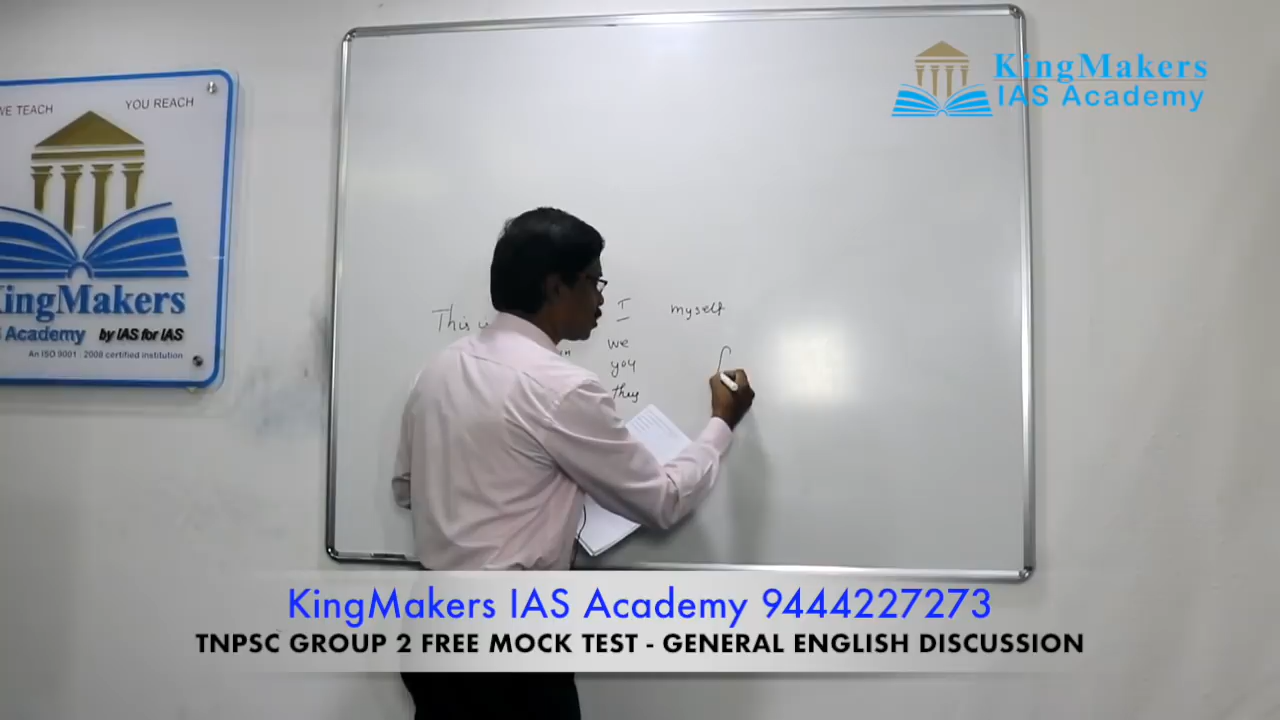 WE TEACH YOU REACH
KingMakers
IAS Academy
KingMakers
Academy by IAS for IAS
An ISO 9001 : 2008 certified institution
This is
I myself
we
you
they
KingMakers IAS Academy 9444227273
TNPSC GROUP 2 FREE MOCK TEST - GENERAL ENGLISH DISCUSSION